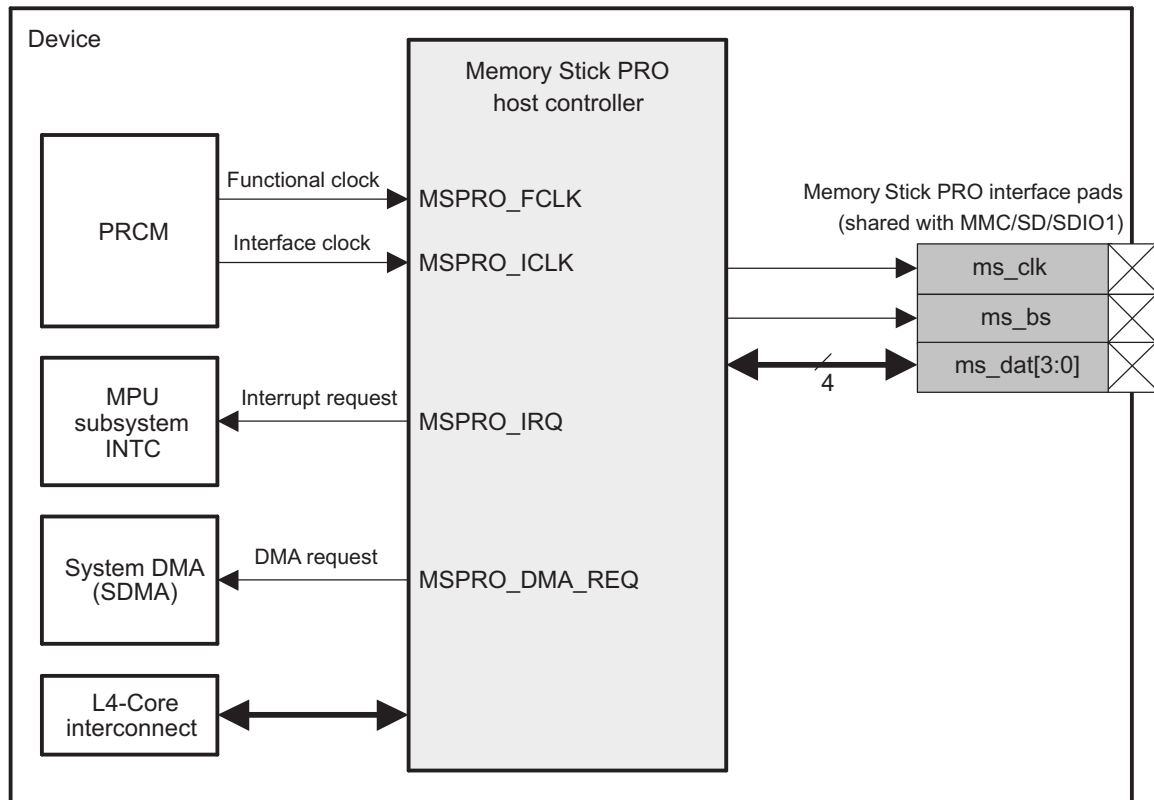 Device
Memory Stick PRO
host controller
PRCM
Functional clock
MSPRO_FCLK
Interface clock
MSPRO_ICLK
Memory Stick PRO interface pads
(shared with MMC/SD/SDIO1)
ms_clk
ms_bs
ms_dat[3:0]
4
MPU
subsystem
INTC
Interrupt request
MSPRO_IRQ
System DMA
(SDMA)
DMA request
MSPRO_DMA_REQ
L4-Core
interconnect